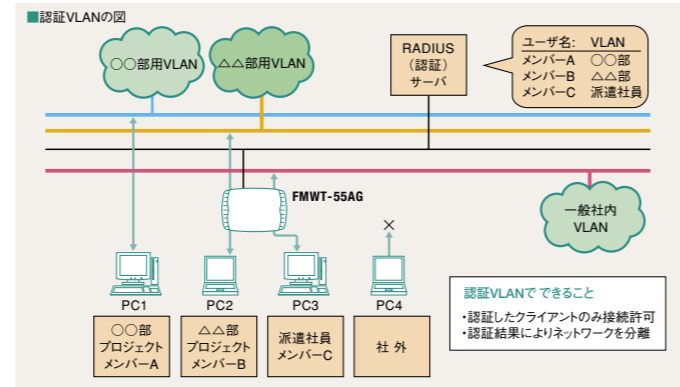 ■認証VLANの図
○○部用VLAN
△△部用VLAN
RADIUS
（認証）
サーバ
ユーザ名: VLAN
メンバーA ○○部
メンバーB △△部
メンバーC 派遣社員
FMWT-55AG
一般社内
VLAN
×
PC1
PC2
PC3
PC4
○○部
プロジェクト
メンバーA
△△部
プロジェクト
メンバーB
派遣社員
メンバーC
社 外
認証VLANで できること
・認証したクライアントのみ接続許可
・認証結果によりネットワークを分離